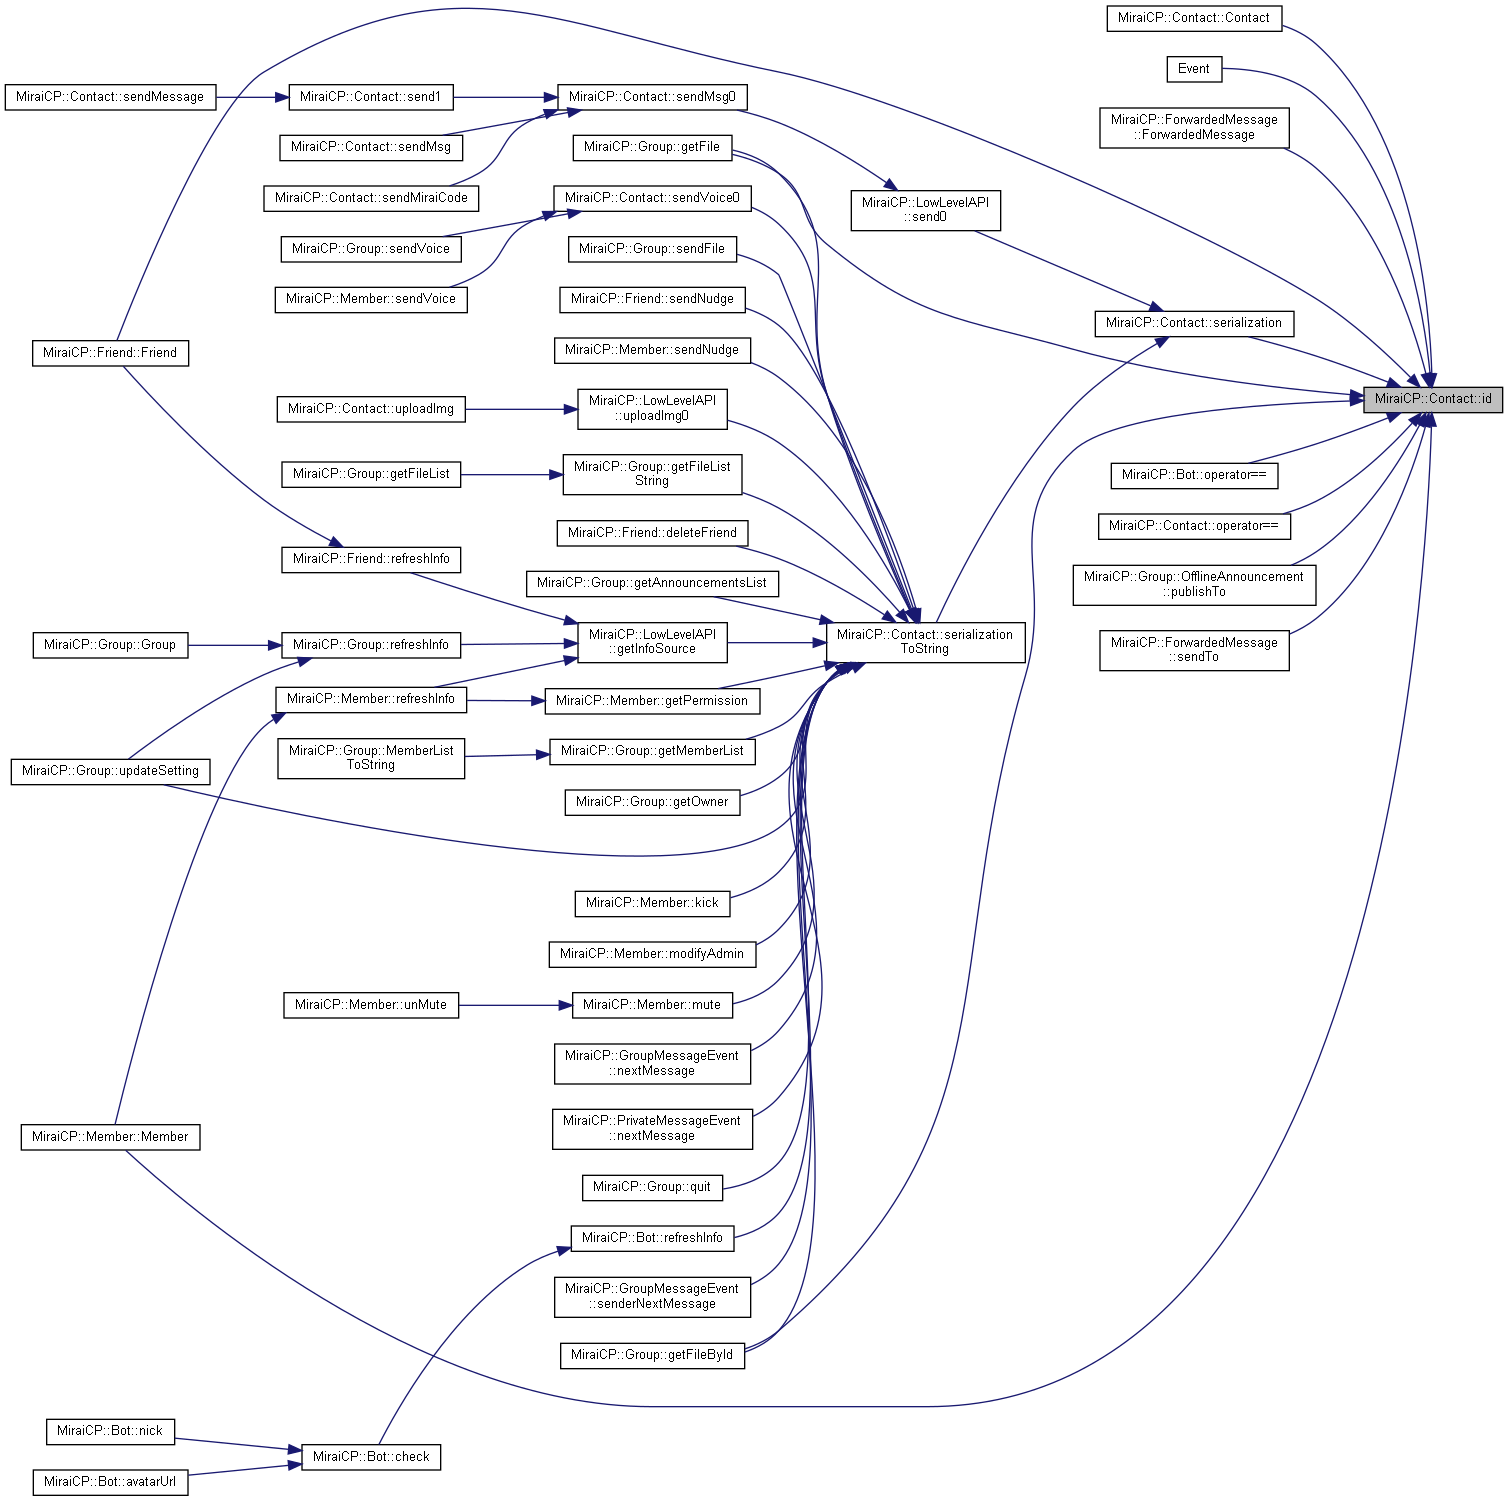 MiraiCP::Contact::Contact
Event
MiraiCP::Contact::sendMessage
MiraiCP::Contact::send1
MiraiCP::Contact::sendMsg0
MiraiCP::ForwardedMessage
::ForwardedMessage
MiraiCP::Contact::sendMsg
MiraiCP::Group::getFile
MiraiCP::Contact::sendMiraiCode
MiraiCP::Contact::sendVoice0
MiraiCP::LowLevelAPI
::send0
MiraiCP::Group::sendVoice
MiraiCP::Group::sendFile
MiraiCP::Member::sendVoice
MiraiCP::Friend::sendNudge
MiraiCP::Contact::serialization
MiraiCP::Friend::Friend
MiraiCP::Member::sendNudge
MiraiCP::Contact::id
MiraiCP::Contact::uploadImg
MiraiCP::LowLevelAPI
::uploadImg0
MiraiCP::Group::getFileList
MiraiCP::Group::getFileList
String
MiraiCP::Bot::operator==
MiraiCP::Friend::deleteFriend
MiraiCP::Contact::operator==
MiraiCP::Friend::refreshInfo
MiraiCP::Group::getAnnouncementsList
MiraiCP::Group::OfflineAnnouncement
::publishTo
MiraiCP::Group::Group
MiraiCP::Group::refreshInfo
MiraiCP::LowLevelAPI
::getInfoSource
MiraiCP::Contact::serialization
ToString
MiraiCP::ForwardedMessage
::sendTo
MiraiCP::Member::refreshInfo
MiraiCP::Member::getPermission
MiraiCP::Group::MemberList
ToString
MiraiCP::Group::getMemberList
MiraiCP::Group::updateSetting
MiraiCP::Group::getOwner
MiraiCP::Member::kick
MiraiCP::Member::modifyAdmin
MiraiCP::Member::unMute
MiraiCP::Member::mute
MiraiCP::GroupMessageEvent
::nextMessage
MiraiCP::Member::Member
MiraiCP::PrivateMessageEvent
::nextMessage
MiraiCP::Group::quit
MiraiCP::Bot::refreshInfo
MiraiCP::GroupMessageEvent
::senderNextMessage
MiraiCP::Group::getFileById
MiraiCP::Bot::nick
MiraiCP::Bot::check
MiraiCP::Bot::avatarUrl